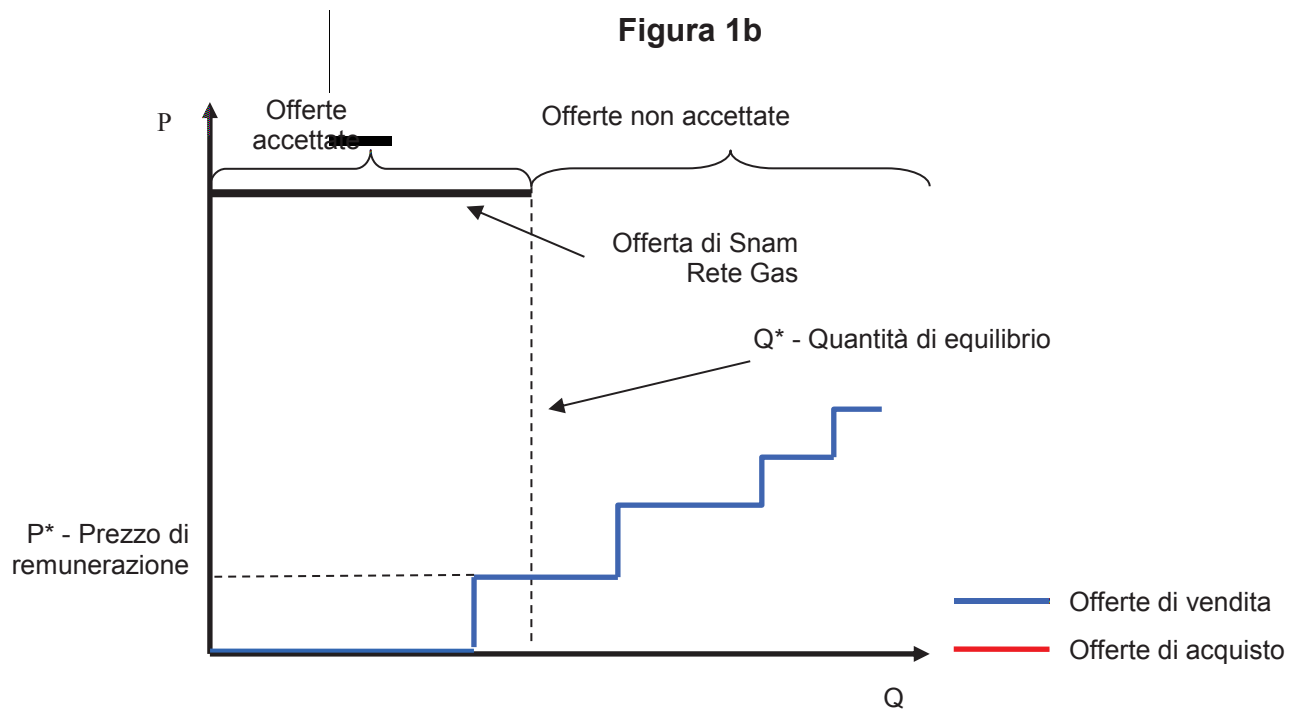 Figura 1b
P
Offerte
accettate
Offerte non accettate
Offerta di Snam
Rete Gas
Q* - Quantità di equilibrio
P* - Prezzo di
remunerazione
Offerte di vendita
Offerte di acquisto
Q